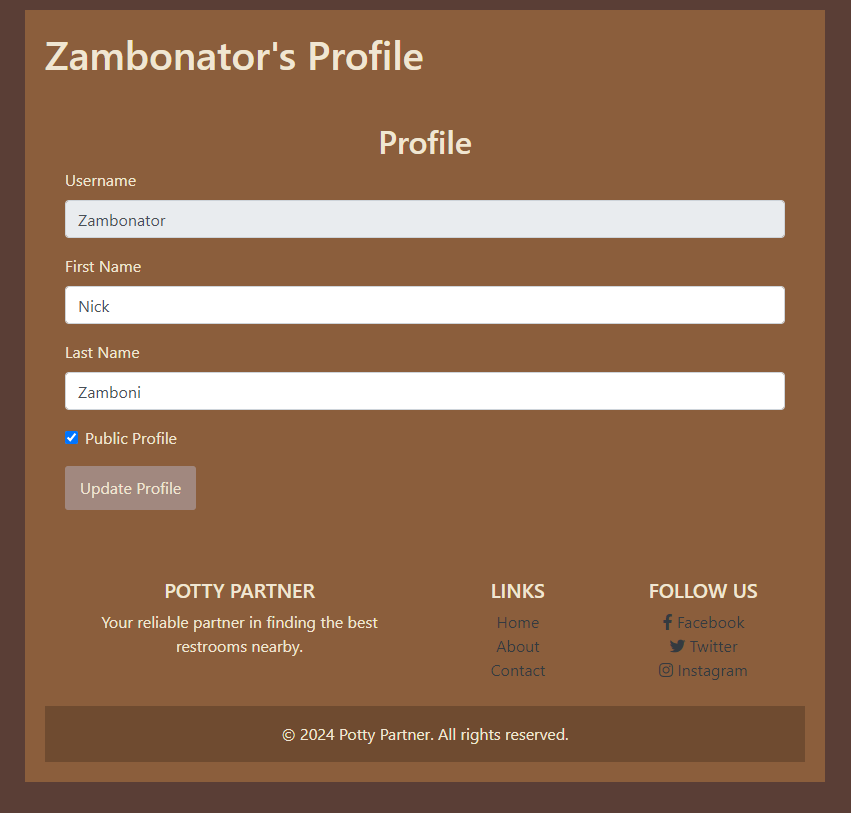 Zambonator's Profile
Profile
Username
Zambonator
First Name
Nick
Last Name
Zamboni
Public Profile
Update Profile
POTTY PARTNER
Your reliable partner in finding the best
restrooms nearby.
LINKS
Home
About
Contact
FOLLOW US
Facebook
Twitter
Instagram
© 2024 Potty Partner. All rights reserved.